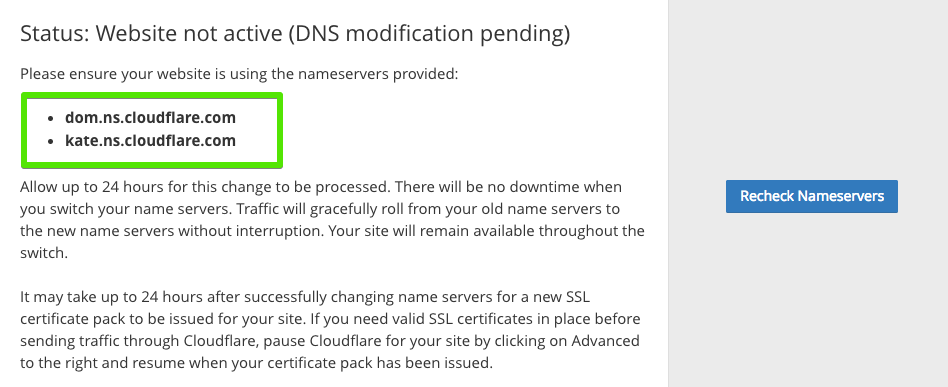 Status: Website not active (DNS modification pending)
Please ensure your website is using the nameservers provided:
• dom.ns.cloudflare.com
• kate.ns.cloudflare.com
Allow up to 24 hours for this change to be processed. There will be no downtime when
you switch your name servers. Traffic will gracefully roll from your old name servers to
the new name servers without interruption. Your site will remain available throughout the
switch.
It may take up to 24 hours after successfully changing name servers for a new SSL
certificate pack to be issued for your site. If you need valid SSL certificates in place before
sending traffic through Cloudflare, pause Cloudflare for your site by clicking on Advanced
to the right and resume when your certificate pack has been issued.
Recheck Nameservers